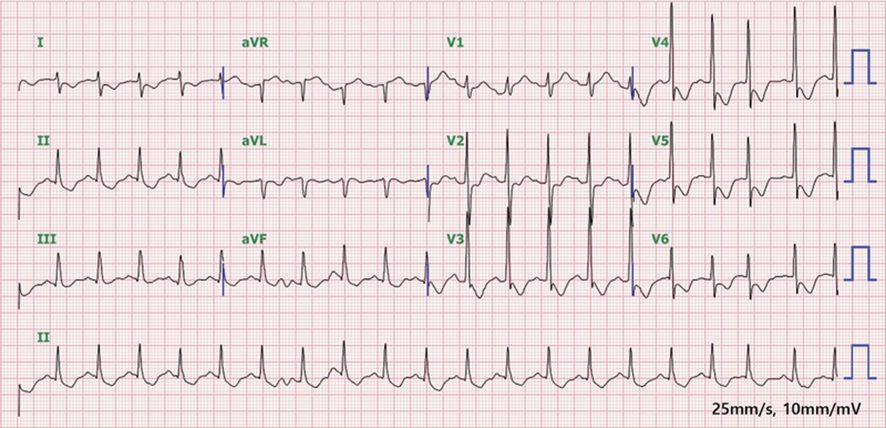 I aVR V1 V4
II aVL V2 V5
III aVF V3 V6
II
25mm/s, 10mm/mV